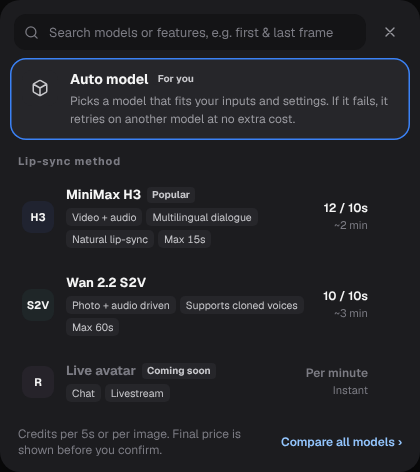 Search models or features, e.g. first & last frame
Auto model For you
Picks a model that fits your inputs and settings. If it fails, it
retries on another model at no extra cost.
Lip-sync method
H3
MiniMax H3 Popular
Video + audio Multilingual dialogue
Natural lip-sync Max 15s
12 / 10s
~2 min
S2V
Wan 2.2 S2V
Photo + audio driven Supports cloned voices
Max 60s
10 / 10s
~3 min
R
Live avatar Coming soon
Chat Livestream
Per minute
Instant
Credits per 5s or per image. Final price is
shown before you confirm.
Compare all models ›